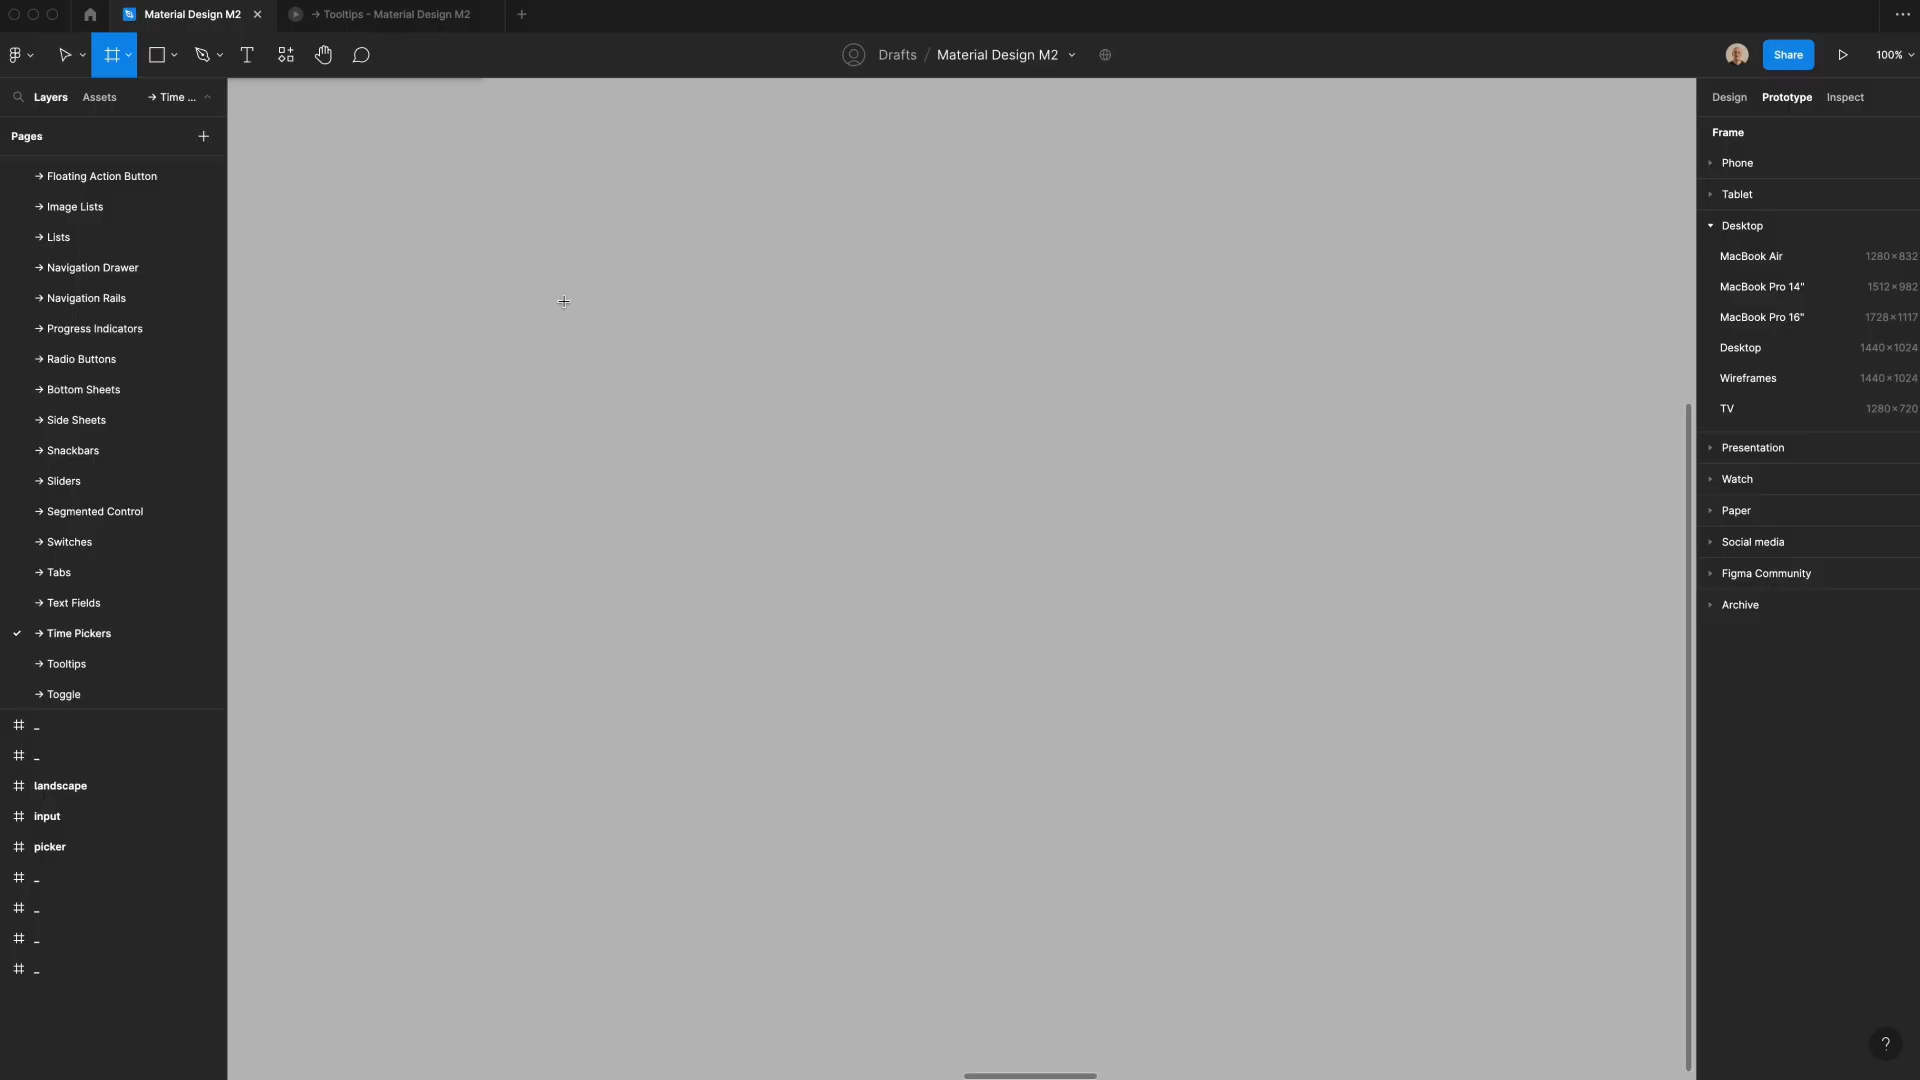 Material Design M2
→ Tooltips - Material Design M2
Drafts / Material Design M2
Share
100%
Layers
Assets
→ Time ...
Pages
→ Floating Action Button
→ Image Lists
→ Lists
→ Navigation Drawer
→ Navigation Rails
→ Progress Indicators
→ Radio Buttons
→ Bottom Sheets
→ Side Sheets
→ Snackbars
→ Sliders
→ Segmented Control
→ Switches
→ Tabs
→ Text Fields
→ Time Pickers
→ Tooltips
→ Toggle
_
_
landscape
input
picker
_
_
_
_
Design
Prototype
Inspect
Frame
Phone
Tablet
Desktop
MacBook Air 1280×832
MacBook Pro 14" 1512×982
MacBook Pro 16" 1728×1117
Desktop 1440×1024
Wireframes 1440×1024
TV 1280×720
Presentation
Watch
Paper
Social media
Figma Community
Archive
?